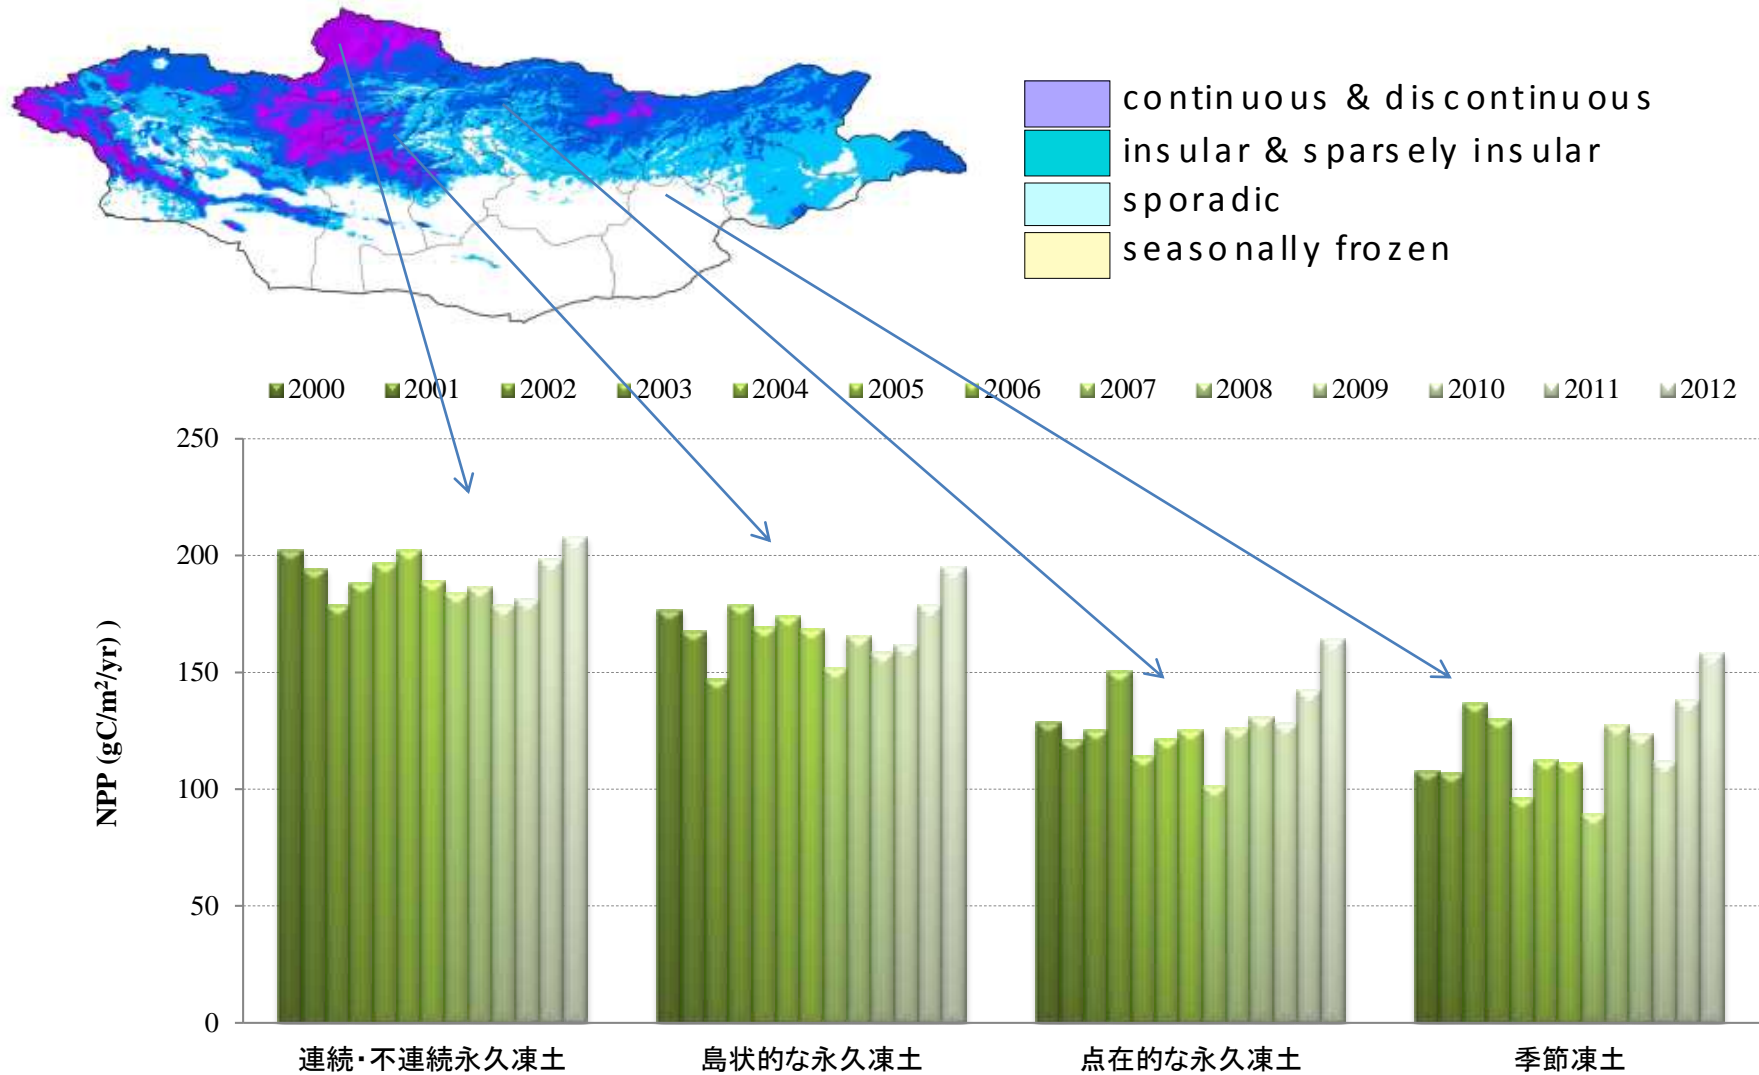 continuous & discontinuous
insular & sparsely insular
sporadic
seasonally frozen
2000 2001 2002 2003 2004 2005 2006 2007 2008 2009 2010 2011 2012
250
200
150
100
50
0
NPP (gC/m²/yr) )
連続・不連続永久凍土 島状的な永久凍土 点在的な永久凍土 季節凍土